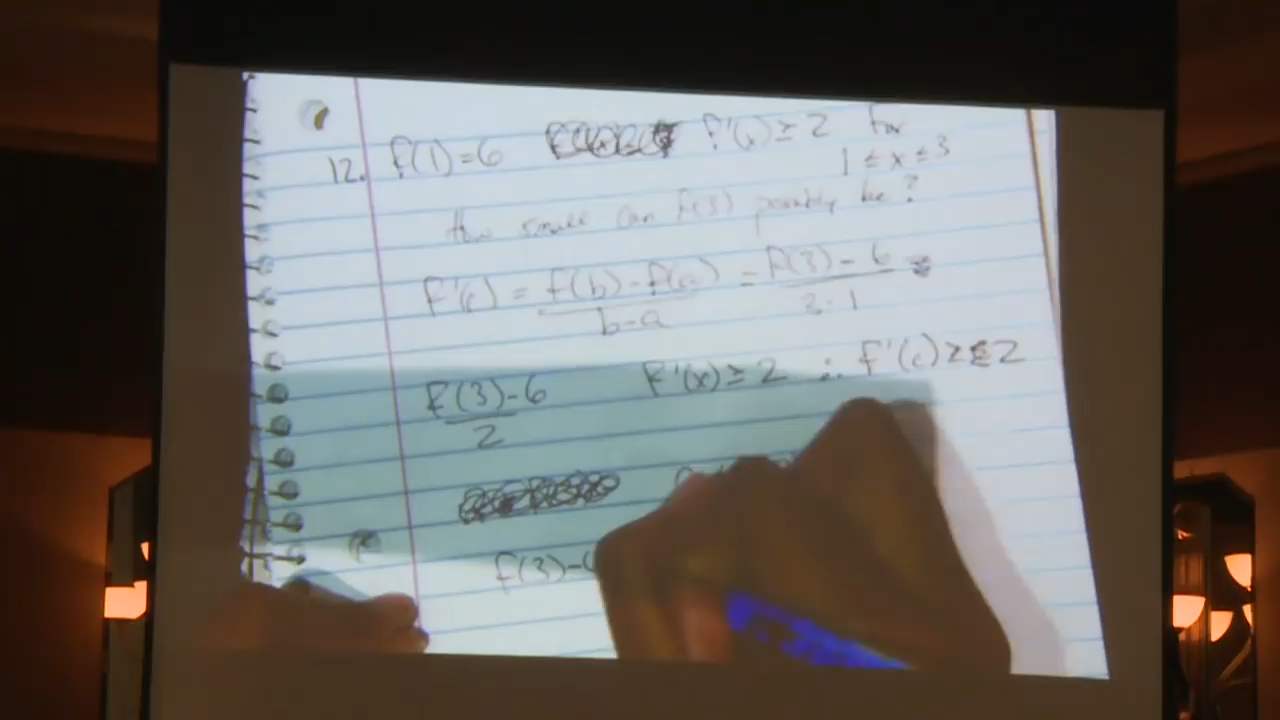 12. f(1)=6 f'(x) ≥ 2 for
1 ≤ x ≤ 3
How small can f(3) possibly be?
f'(c) = f(b)-f(a) / b-a = f(3)-6 / 3-1 =
f(3)-6 / 2 f'(x) ≥ 2 ∴ f'(c) ≥ 2
f(3)-